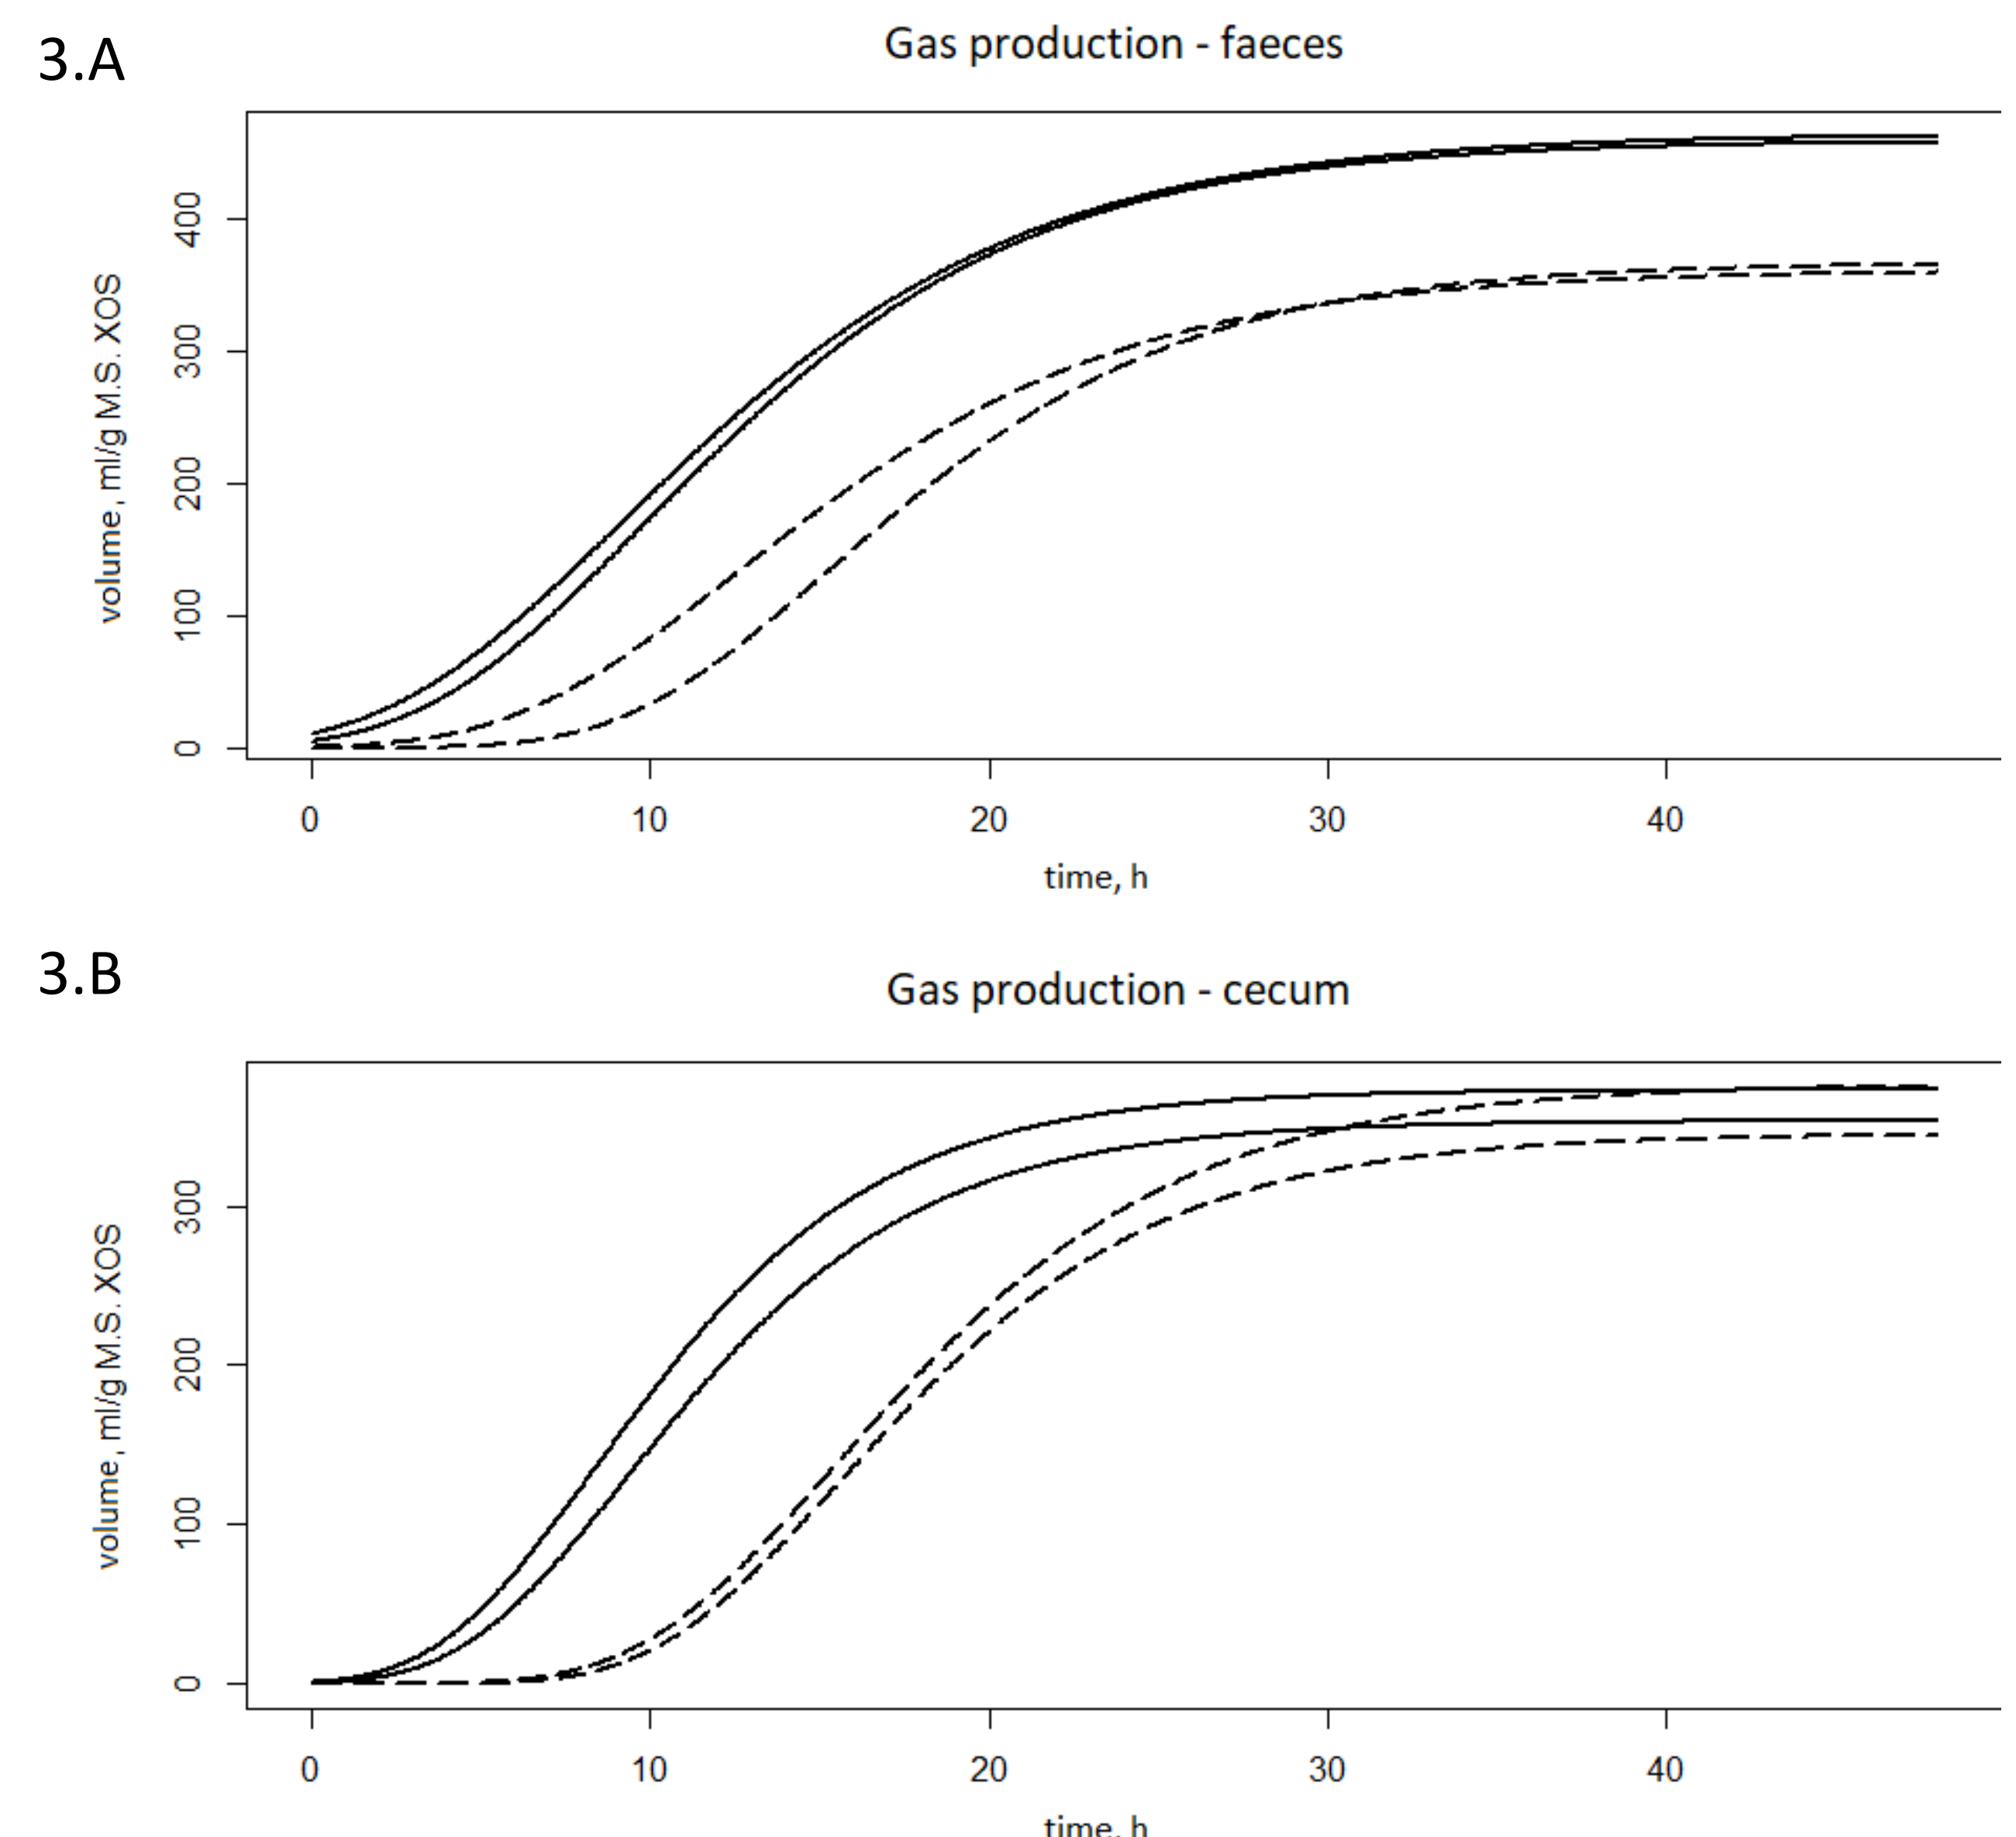 3.A
Gas production - faeces
volume, ml/g M.S. XOS
400
300
200
100
0
0 10 20 30 40
time, h
3.B
Gas production - cecum
volume, ml/g M.S. XOS
300
200
100
0
0 10 20 30 40
time, h